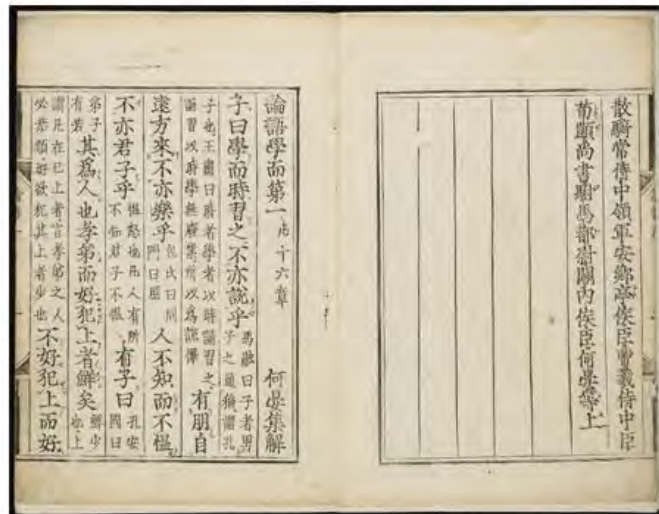 散騎常侍中領軍安鄉亭侯臣曹羲侍中臣
荀顗尚書駙馬都尉關內侯臣何晏等上
論語學而第一 凡十六章 何晏集解
子曰學而時習之不亦說乎 馬融曰子者男子之通稱謂孔
子也王肅曰時者學者以時誦習之誦習以時學無廢業所以為說懌 有朋自
遠方來不亦樂乎 包氏曰同門曰朋 人不知而不慍
不亦君子乎 慍怒也凡人有所不知君子不慍 有子曰 孔安國曰
弟子有若 其爲人也孝弟而好犯上者鮮矣 鮮少也上
謂凡在已上者言孝弟之人必恭順好欲犯其上者少也 不好犯上而好